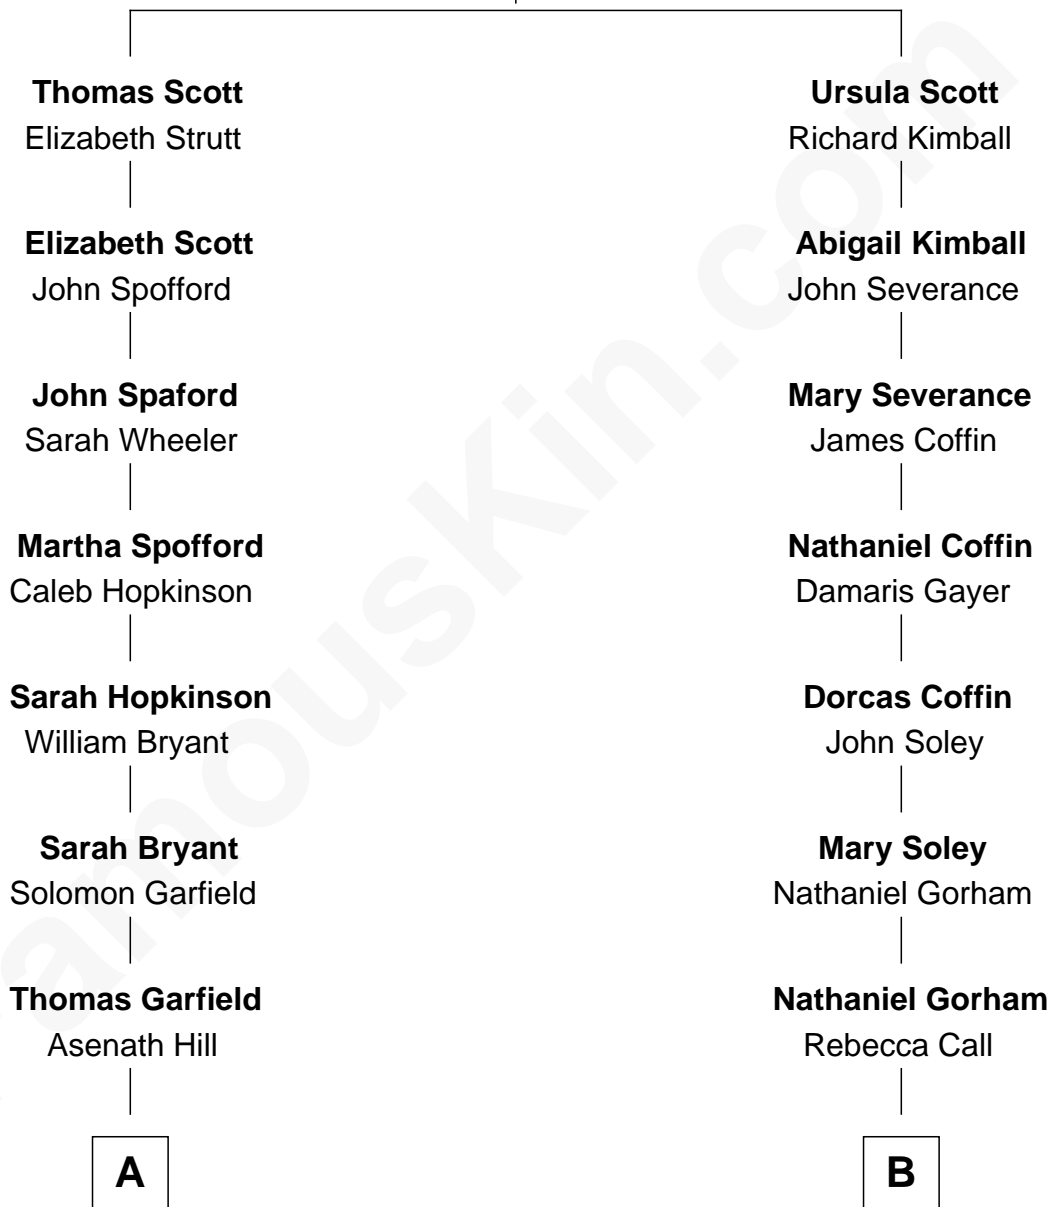 Thomas Scott
Elizabeth Strutt
Elizabeth Scott
John Spofford
John Spaford
Sarah Wheeler
Martha Spofford
Caleb Hopkinson
Sarah Hopkinson
William Bryant
Sarah Bryant
Solomon Garfield
Thomas Garfield
Asenath Hill
A
Ursula Scott
Richard Kimball
Abigail Kimball
John Severance
Mary Severance
James Coffin
Nathaniel Coffin
Damaris Gayer
Dorcas Coffin
John Soley
Mary Soley
Nathaniel Gorham
Nathaniel Gorham
Rebecca Call
B
amousKin.com